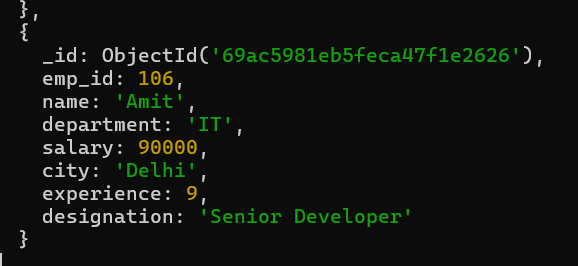 },
{
_id: ObjectId('69ac5981eb5feca47f1e2626'),
emp_id: 106,
name: 'Amit',
department: 'IT',
salary: 90000,
city: 'Delhi',
experience: 9,
designation: 'Senior Developer'
}